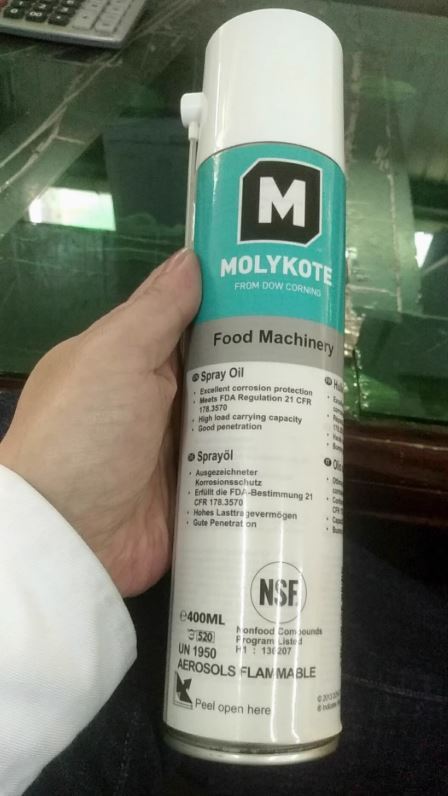 M
MOLYKOTE
FROM DOW CORNING
Food Machinery
Spray Oil
• Excellent corrosion protection
• Meets FDA Regulation 21 CFR
178.3570
• High load carrying capacity
• Good penetration
Sprayöl
• Ausgezeichneter
Korrosionsschutz
• Erfüllt die FDA-Bestimmung 21
CFR 178.3570
• Hohes Lasttragevermögen
• Gute Penetration
NSF
Nonfood Compounds
Program Listed
H1 : 136207
℮400ML
520
UN 1950
AEROSOLS FLAMMABLE
Peel open here